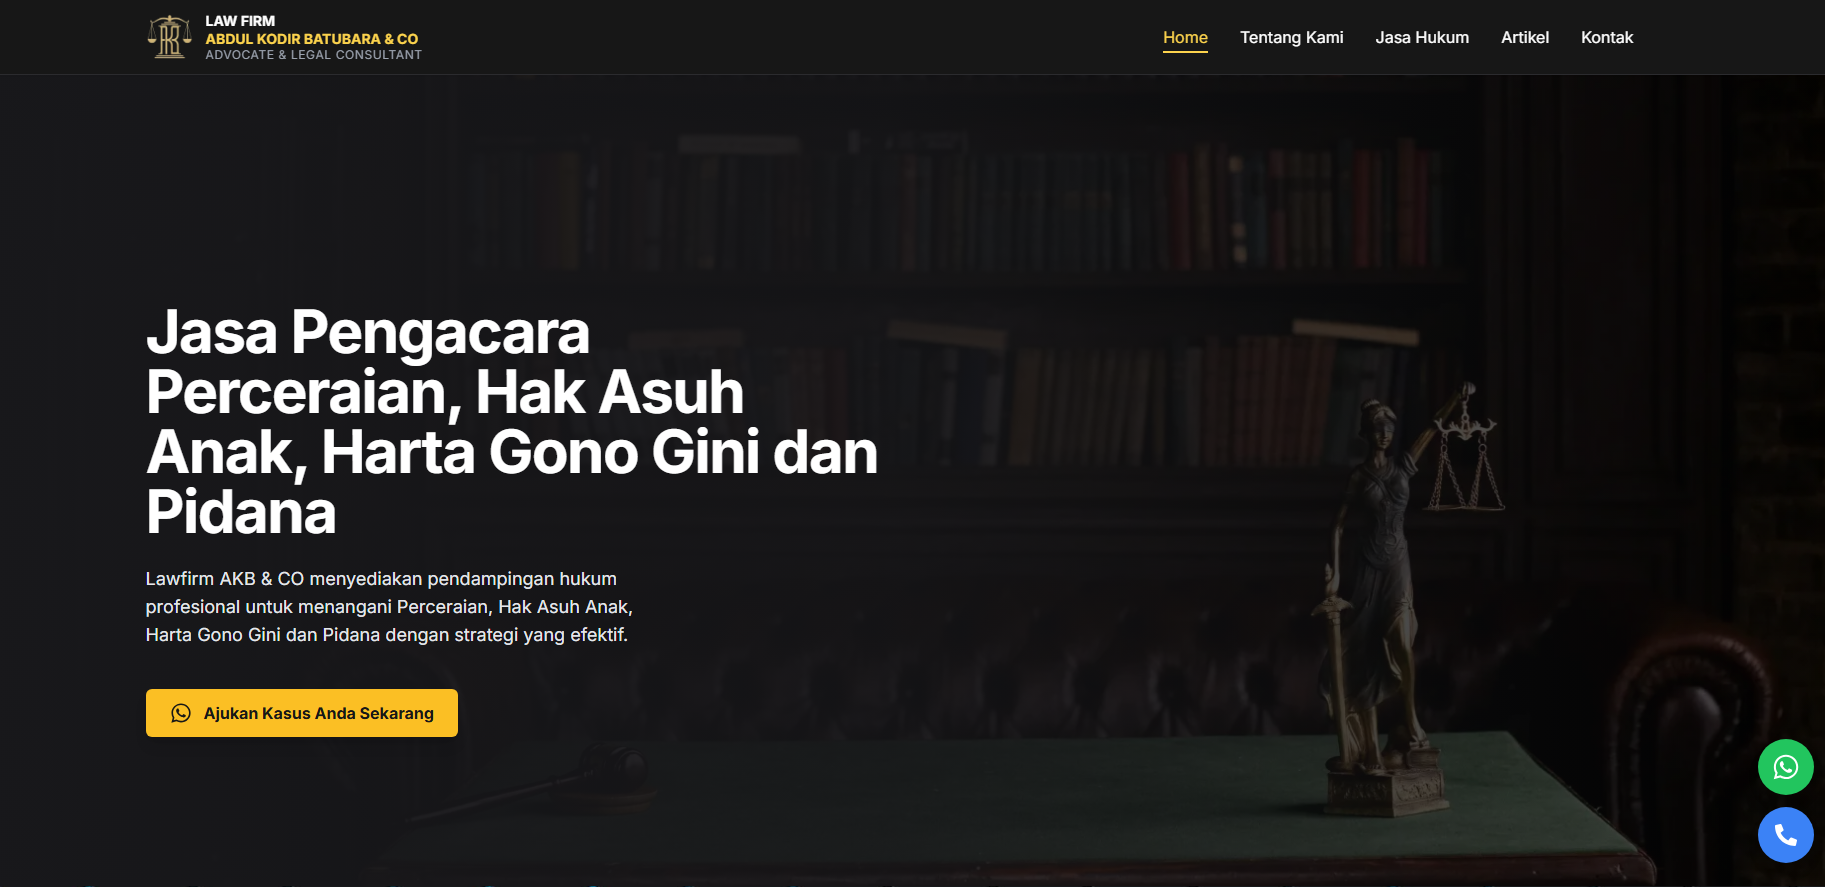 LAW FIRM
ABDUL KODIR BATUBARA & CO
ADVOCATE & LEGAL CONSULTANT
Home
Tentang Kami
Jasa Hukum
Artikel
Kontak
Jasa Pengacara
Perceraian, Hak Asuh
Anak, Harta Gono Gini dan
Pidana
Lawfirm AKB & CO menyediakan pendampingan hukum
profesional untuk menangani Perceraian, Hak Asuh Anak,
Harta Gono Gini dan Pidana dengan strategi yang efektif.
Ajukan Kasus Anda Sekarang